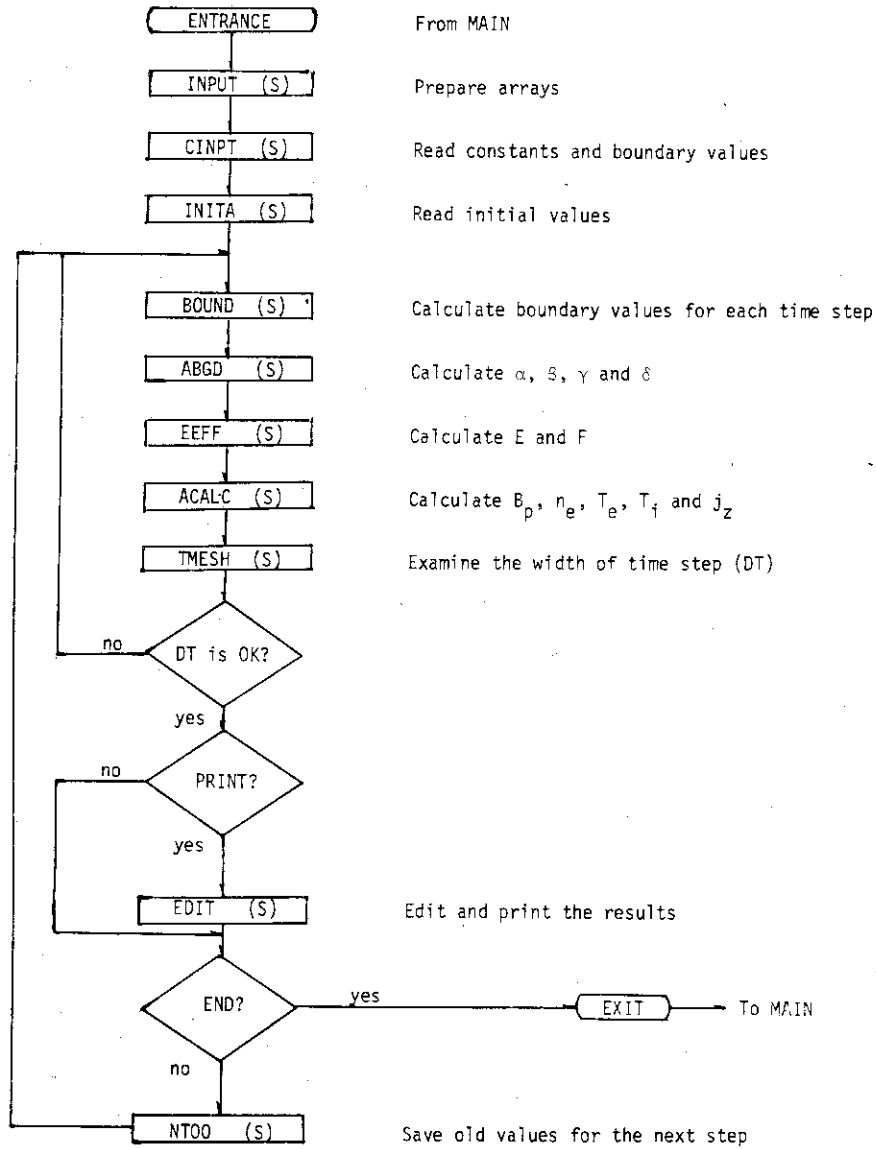 ENTRANCE From MAIN
INPUT (S) Prepare arrays
CINPT (S) Read constants and boundary values
INITA (S) Read initial values
BOUND (S) Calculate boundary values for each time step
ABGD (S) Calculate α, β, γ and δ
EEFF (S) Calculate E and F
ACALC (S) Calculate B_p, n_e, T_e, T_i and j_z
TMESH (S) Examine the width of time step (DT)
no DT is OK?
yes
no PRINT?
yes
EDIT (S) Edit and print the results
END? yes EXIT To MAIN
no
NTOO (S) Save old values for the next step